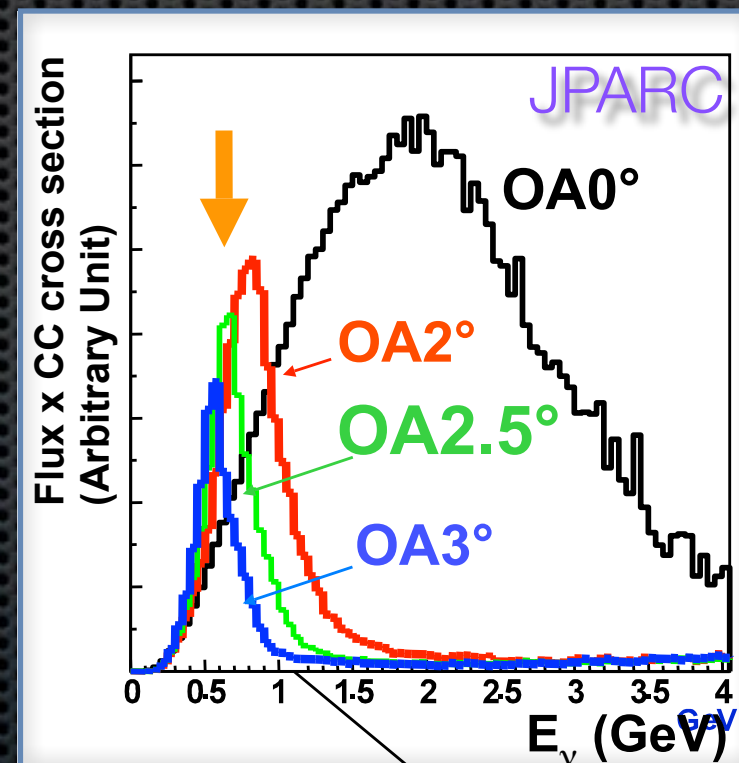 JPARC
Flux x CC cross section
(Arbitrary Unit)
OA0°
OA2°
OA2.5°
OA3°
0 0.5 1 1.5 2 2.5 3 3.5 4
GeV
Eν (GeV)